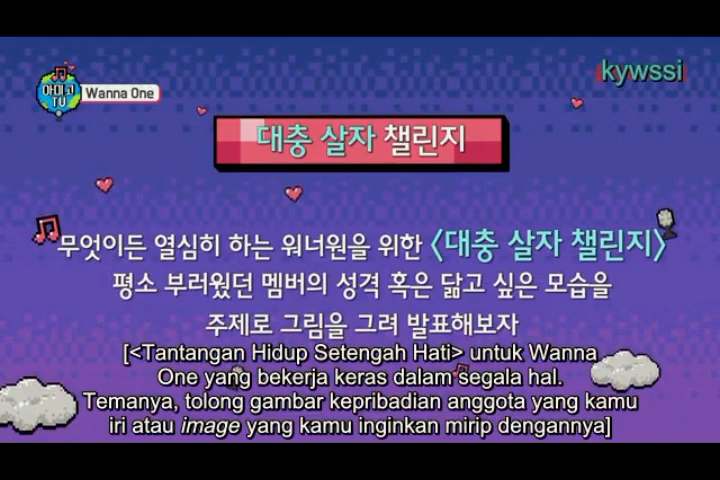 kywssi
아미고
TV
Wanna One
대충 살자 챌린지
무엇이든 열심히 하는 워너원을 위한 <대충 살자 챌린지>
평소 부러웠던 멤버의 성격 혹은 닮고 싶은 모습을
주제로 그림을 그려 발표해보자
[<Tantangan Hidup Setengah Hati> untuk Wanna
One yang bekerja keras dalam segala hal.
Temanya, tolong gambar kepribadian anggota yang kamu
iri atau image yang kamu inginkan mirip dengannya]